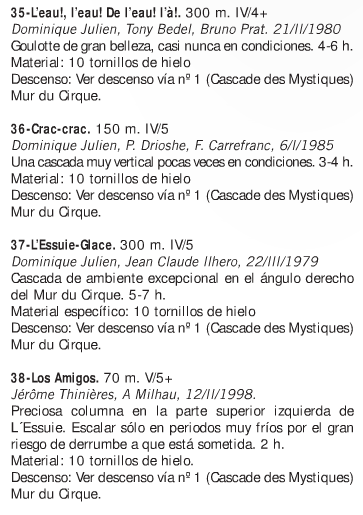 35-L'eau!, l'eau! De l'eau! l'à!. 300 m. IV/4+
Dominique Julien, Tony Bedel, Bruno Prat. 21/II/1980
Goulotte de gran belleza, casi nunca en condiciones. 4-6 h.
Material: 10 tornillos de hielo
Descenso: Ver descenso vía nº 1 (Cascade des Mystiques)
Mur du Cirque.
36-Crac-crac. 150 m. IV/5
Dominique Julien, P. Drioshe, F. Carrefranc, 6/I/1985
Una cascada muy vertical pocas veces en condiciones. 3-4 h.
Material: 10 tornillos de hielo
Descenso: Ver descenso vía nº 1 (Cascade des Mystiques)
Mur du Cirque.
37-L'Essuie-Glace. 300 m. IV/5
Dominique Julien, Jean Claude Ilhero, 22/III/1979
Cascada de ambiente excepcional en el ángulo derecho
del Mur du Cirque. 5-7 h.
Material específico: 10 tornillos de hielo
Descenso: Ver descenso vía nº 1 (Cascade des Mystiques)
Mur du Cirque.
38-Los Amigos. 70 m. V/5+
Jérôme Thinières, A Milhau, 12/II/1998.
Preciosa columna en la parte superior izquierda de
L´Essuie. Escalar sólo en periodos muy fríos por el gran
riesgo de derrumbe a que está sometida. 2 h.
Material: 10 tornillos de hielo.
Descenso: Ver descenso vía nº 1 (Cascade des Mystiques)
Mur du Cirque.